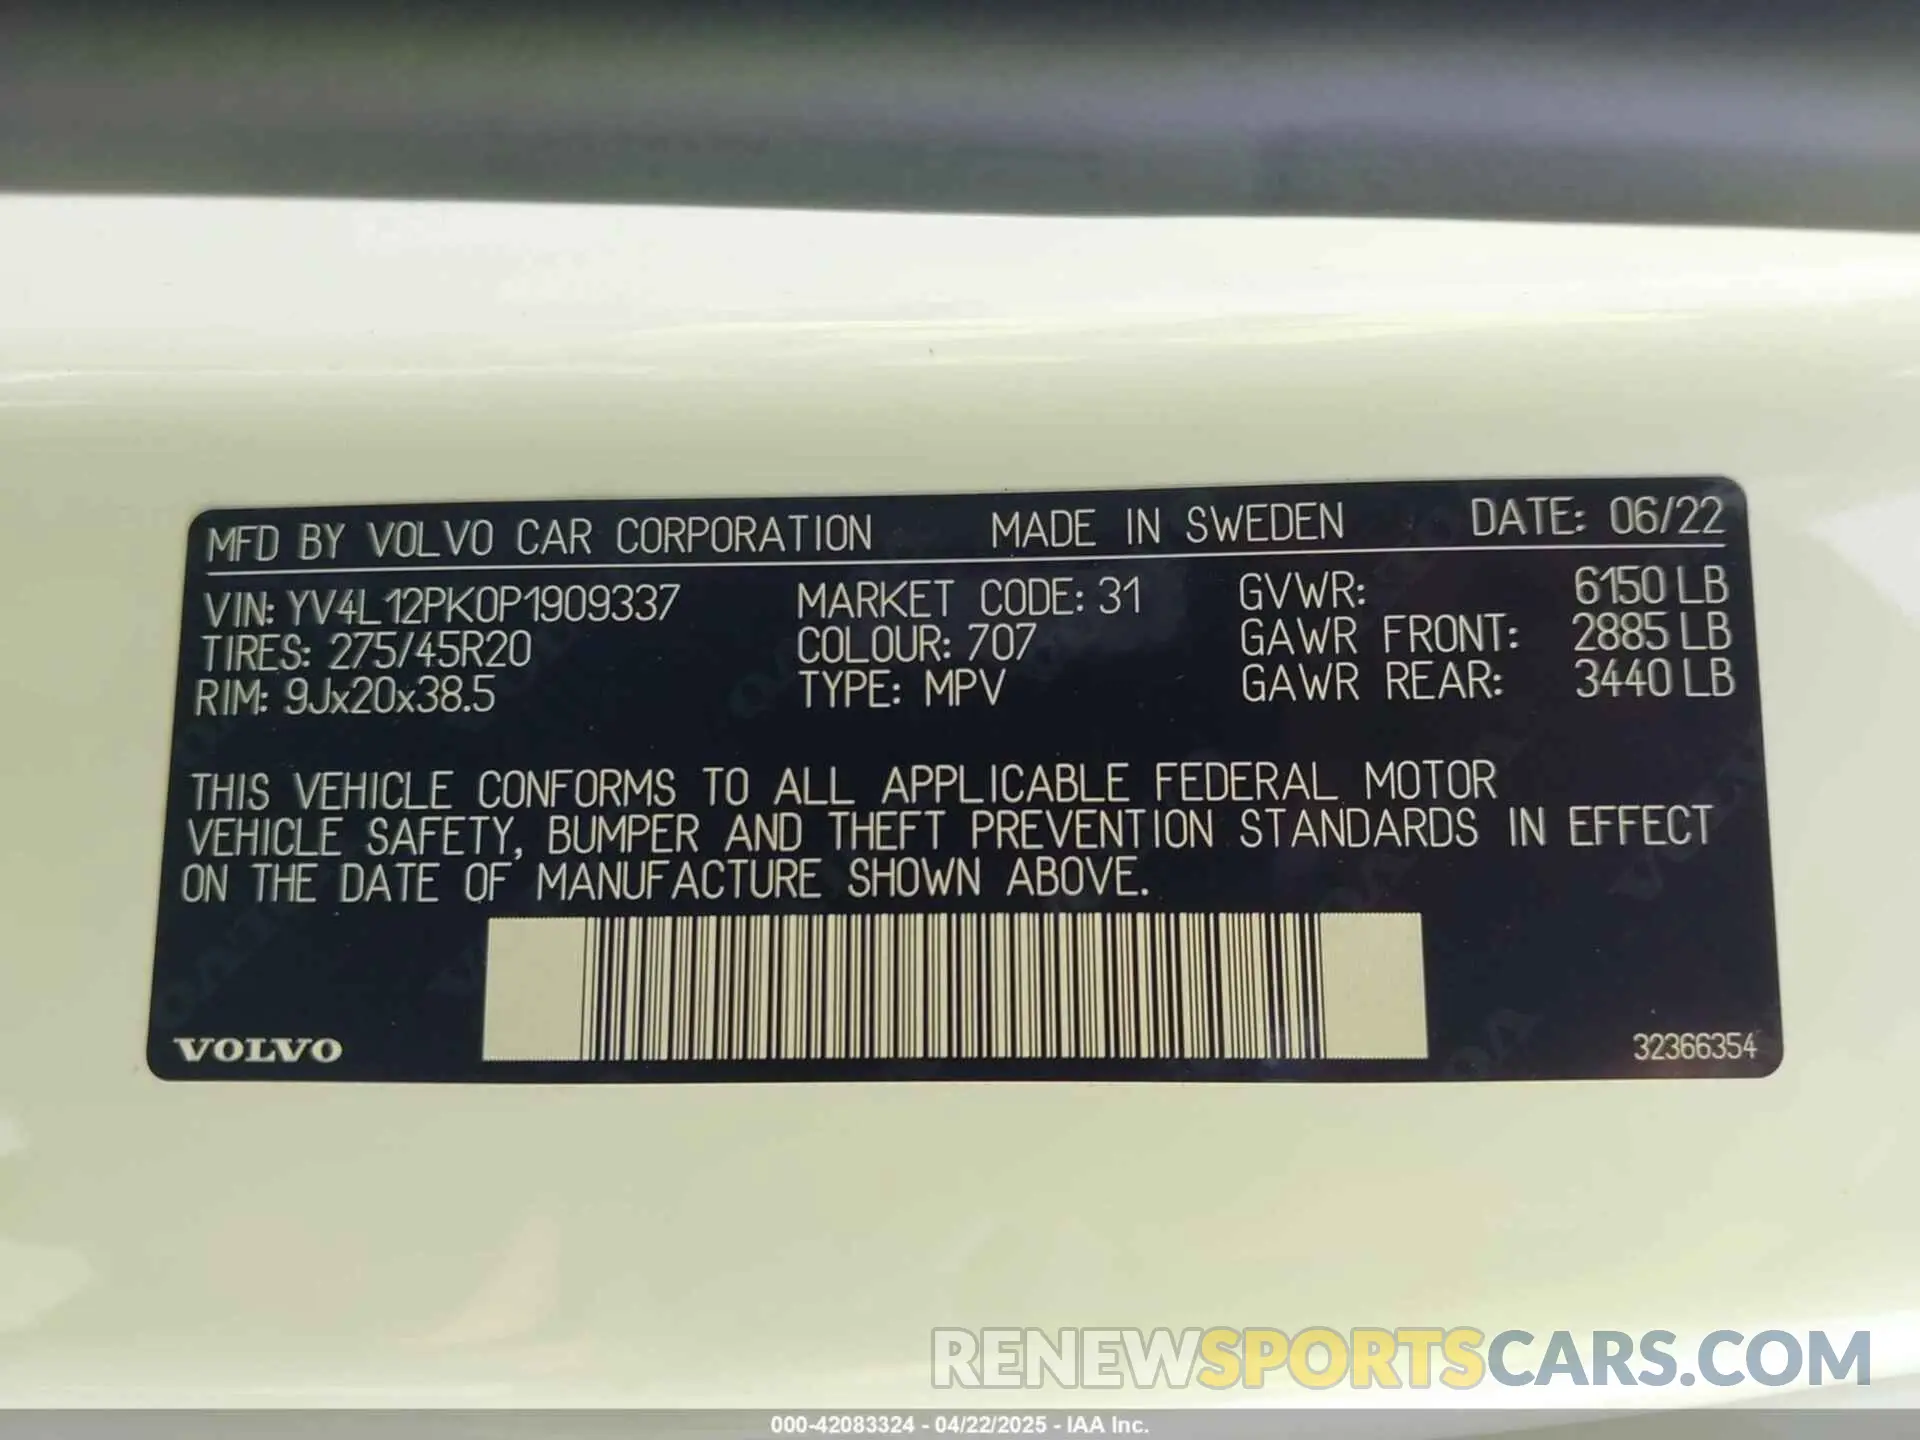 MFD BY VOLVO CAR CORPORATION MADE IN SWEDEN DATE: 06/22
VIN: YV4L12PK0P1909337 MARKET CODE: 31 GVWR: 6150 LB
TIRES: 275/45R20 COLOUR: 707 GAWR FRONT: 2885 LB
RIM: 9Jx20x38.5 TYPE: MPV GAWR REAR: 3440 LB
THIS VEHICLE CONFORMS TO ALL APPLICABLE FEDERAL MOTOR
VEHICLE SAFETY, BUMPER AND THEFT PREVENTION STANDARDS IN EFFECT
ON THE DATE OF MANUFACTURE SHOWN ABOVE.
VOLVO 32366354
RENEWSPORTSCARS.COM
000-42083324 - 04/22/2025 - IAA Inc.